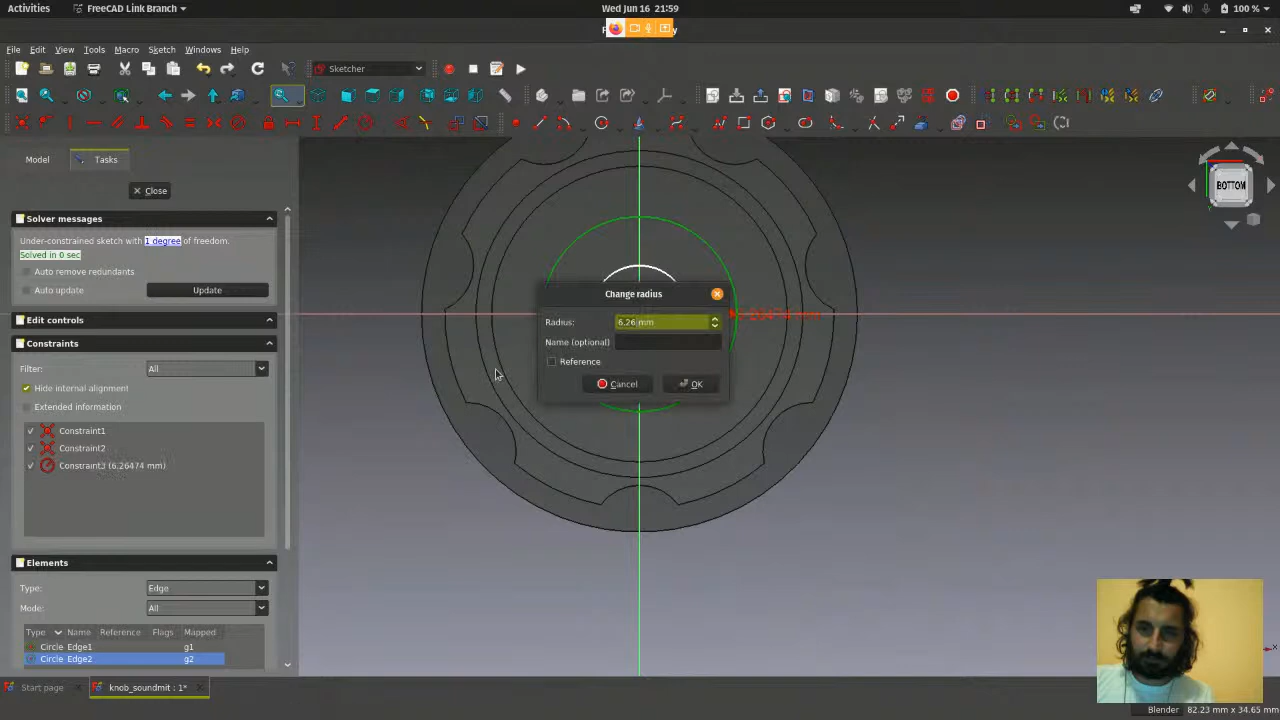 Activities
FreeCAD Link Branch
Wed Jun 16 21:59
100 %
File Edit View Tools Macro Sketch Windows Help
Sketcher
Model
Tasks
Close
Solver messages
Under-constrained sketch with 1 degree of freedom.
Solved in 0 sec
Auto remove redundants
Auto update
Update
Edit controls
Constraints
Filter:
All
Hide internal alignment
Extended information
Constraint1
Constraint2
Constraint3 (6.26474 mm)
Elements
Type:
Edge
Mode:
All
Type Name Reference Flags Mapped
Circle Edge1 g1
Circle Edge2 g2
Change radius
Radius:
6.26 mm
Name (optional)
Reference
Cancel
OK
BOTTOM
Start page
knob_soundmit : 1*
Blender
82.23 mm x 34.65 mm